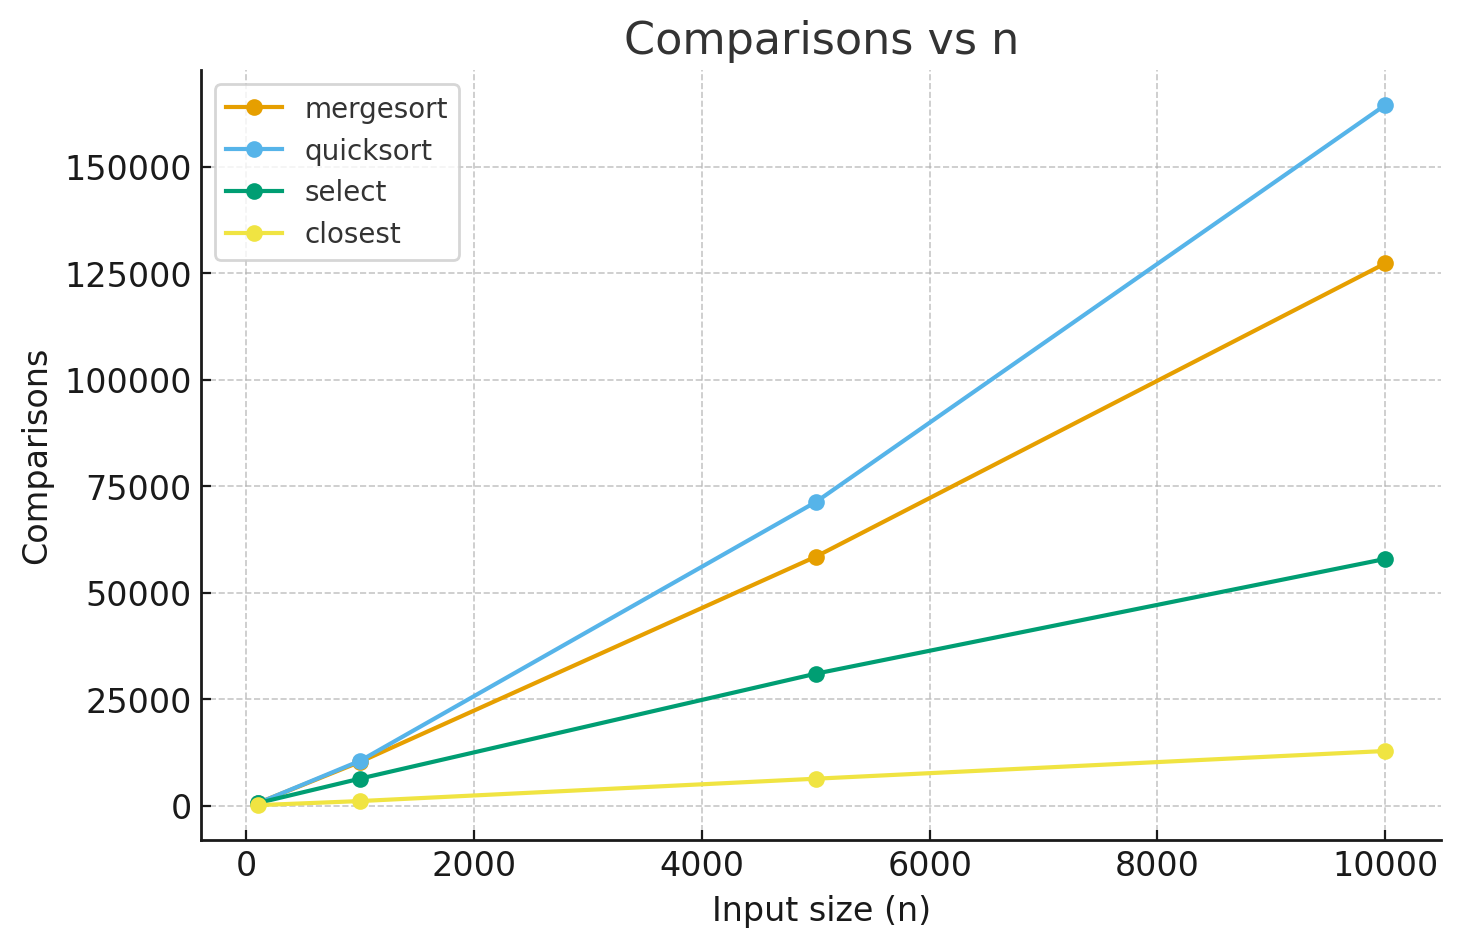 Comparisons vs n
mergesort
quicksort
select
closest
150000
125000
100000
75000
50000
25000
0
Comparisons
0 2000 4000 6000 8000 10000
Input size (n)